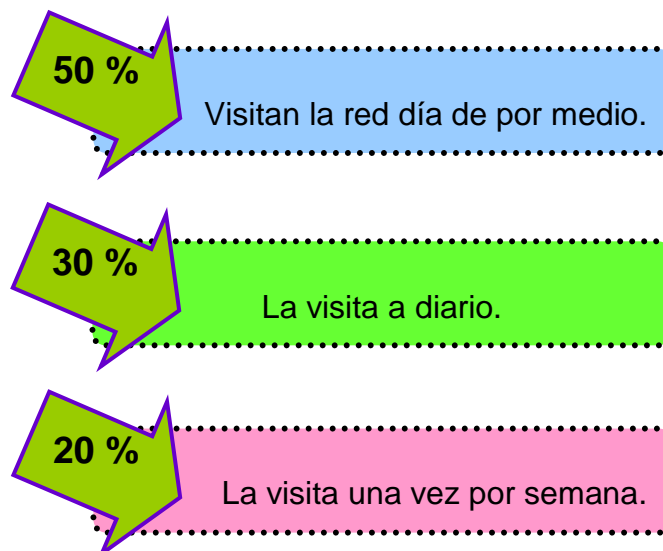 50 %
Visitan la red día de por medio.
30 %
La visita a diario.
20 %
La visita una vez por semana.